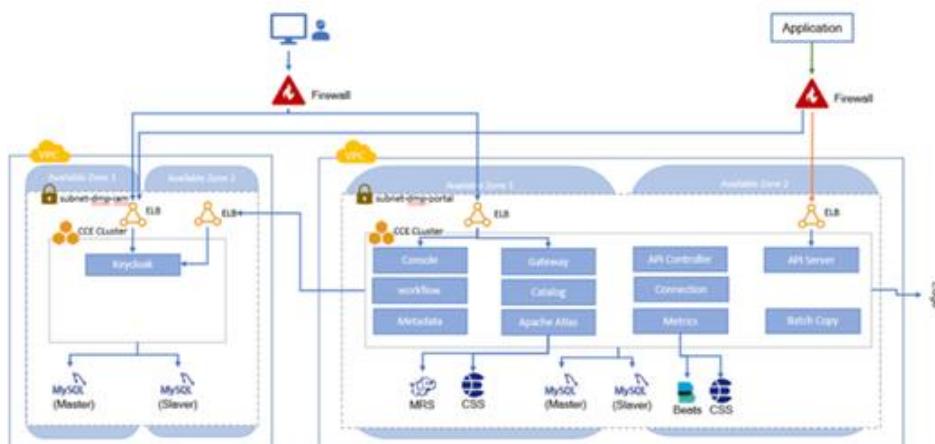 Application
Firewall
Firewall
VPC
VPC
Available Zone 1
Available Zone 2
Available Zone 1
Available Zone 2
subnet-dmp-iam
subnet-dmp-portal
ELB
ELB
ELB
ELB
CCE CLuster
CCE CLuster
Keycloak
Console
Gateway
API Controller
API Server
workflow
Catalog
Connection
Metadata
Apache Atlas
Metrics
Batch Copy
MySQL
(Master)
MySQL
(Slaver)
MRS
CSS
MySQL
(Master)
MySQL
(Slaver)
Beats
CSS